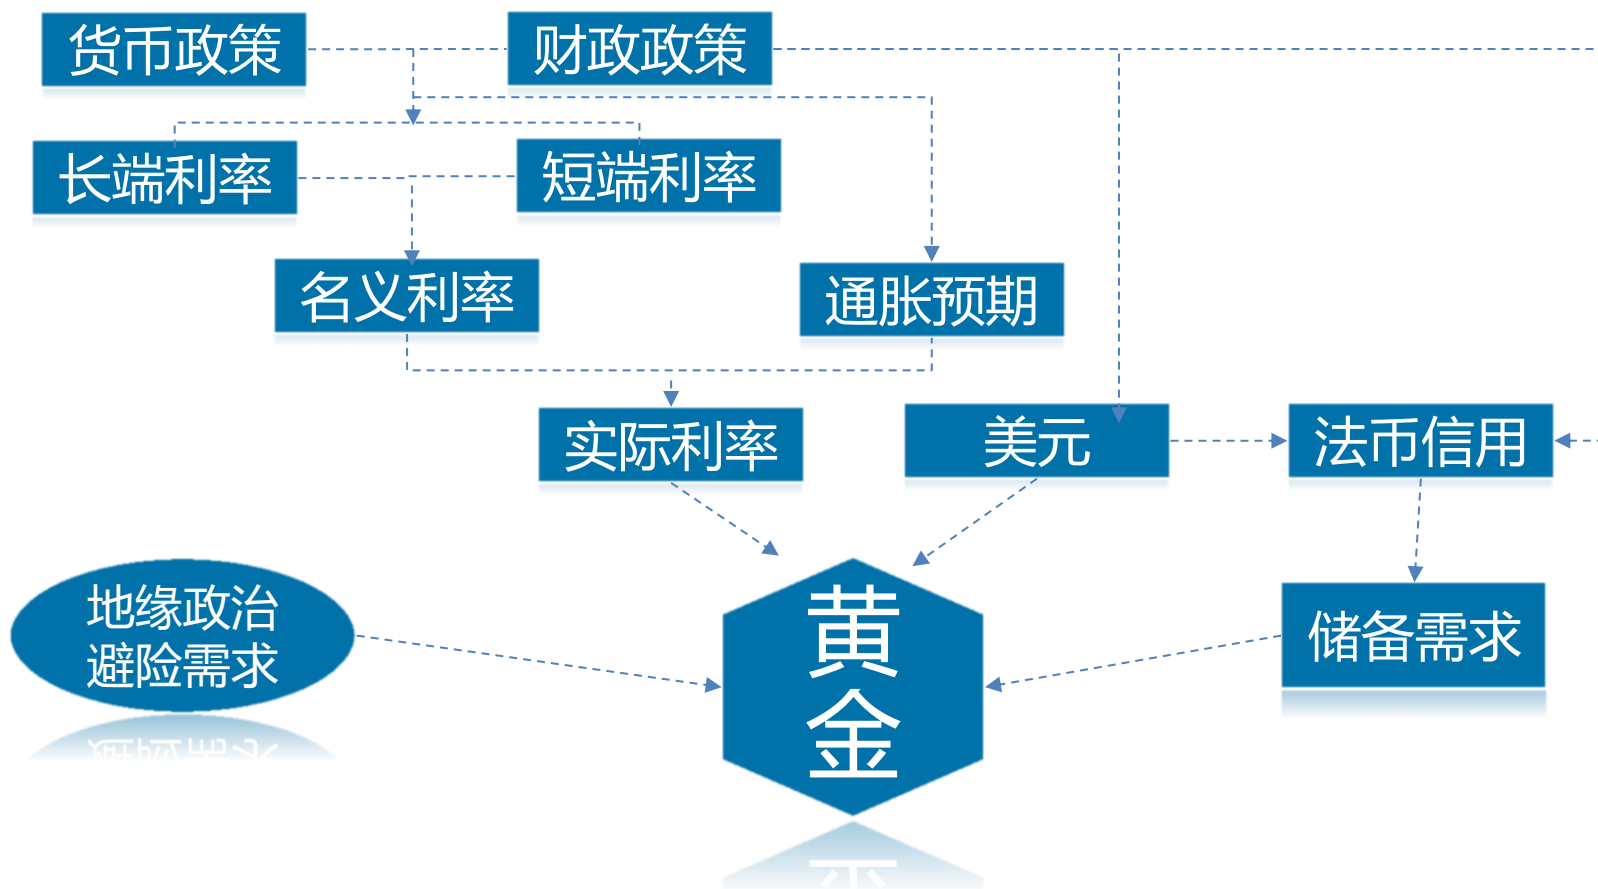 货币政策
财政政策
长端利率
短端利率
名义利率
通胀预期
实际利率
美元
法币信用
地缘政治
避险需求
黄
金
储备需求